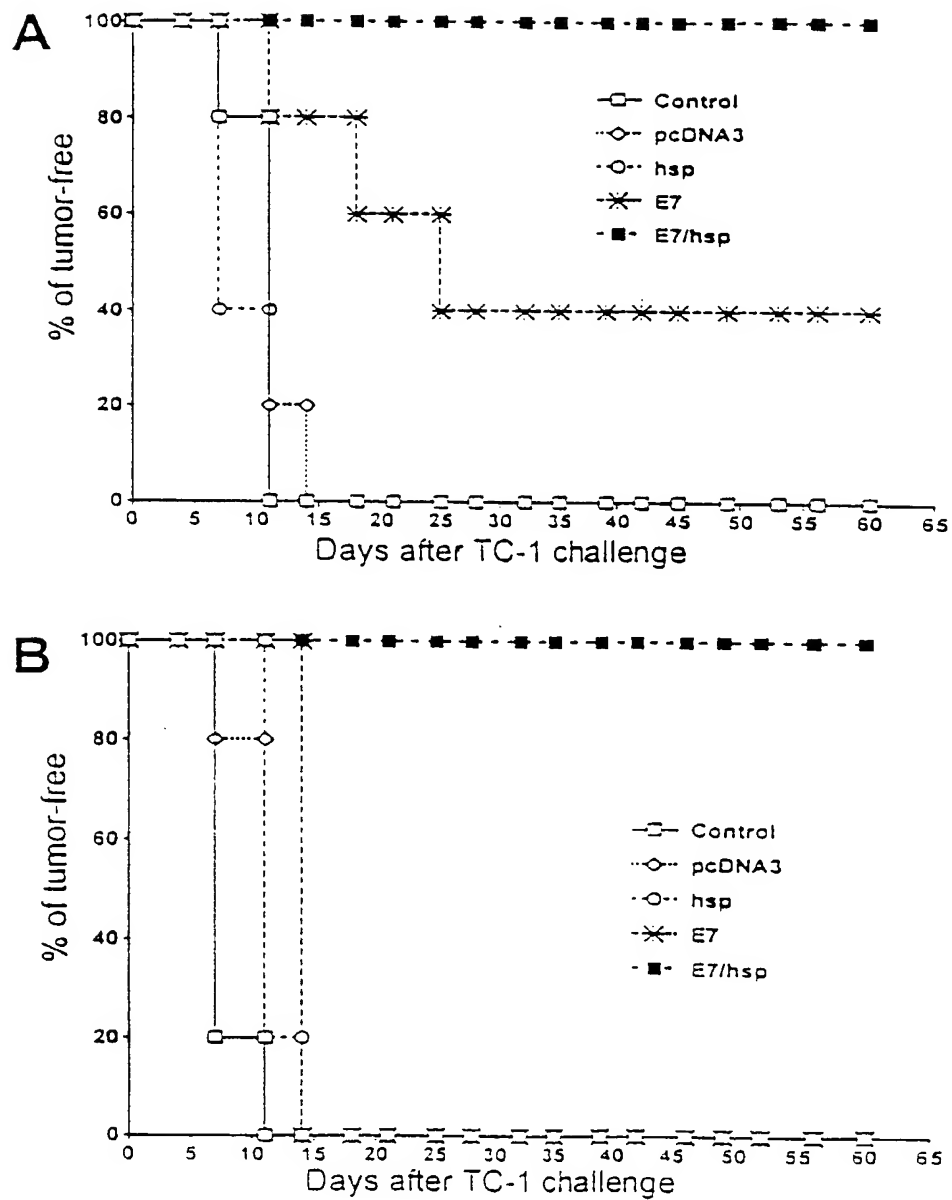 A
% of tumor-free
100
80
60
40
20
0
Control
pcDNA3
hsp
E7
E7/hsp
0 5 10 15 20 25 30 35 40 45 50 55 60 65
Days after TC-1 challenge
B
% of tumor-free
100
80
60
40
20
0
Control
pcDNA3
hsp
E7
E7/hsp
0 5 10 15 20 25 30 35 40 45 50 55 60 65
Days after TC-1 challenge